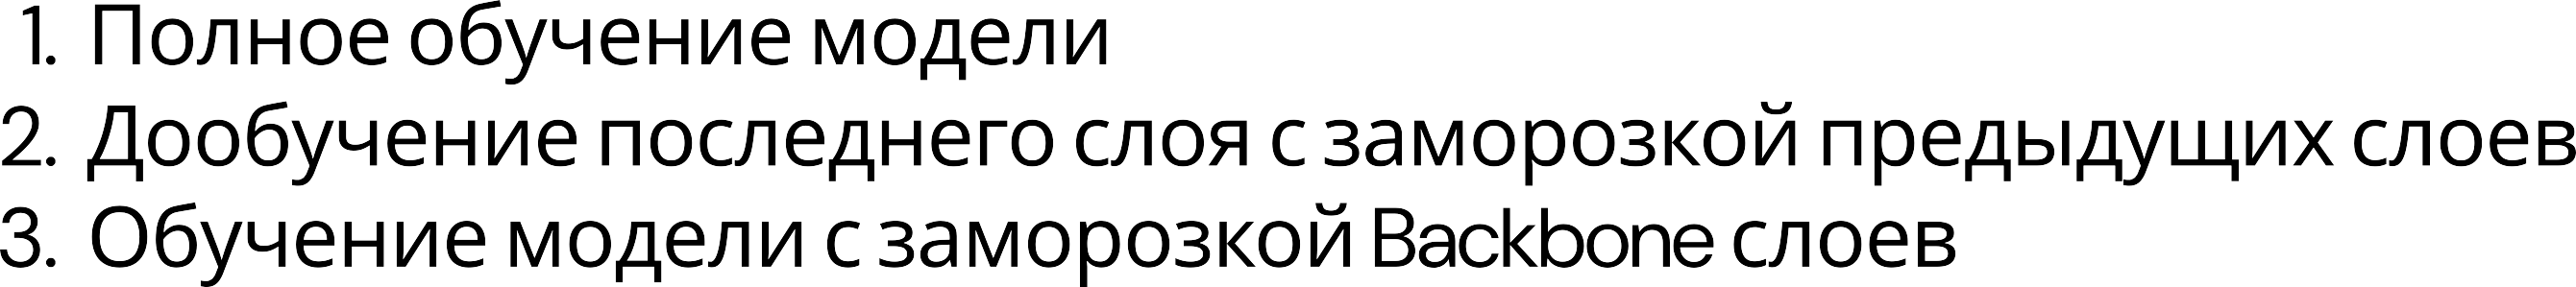 1. Полное обучение модели
2. Дообучение последнего слоя с заморозкой предыдущих слоев
3. Обучение модели с заморозкой Backbone слоев